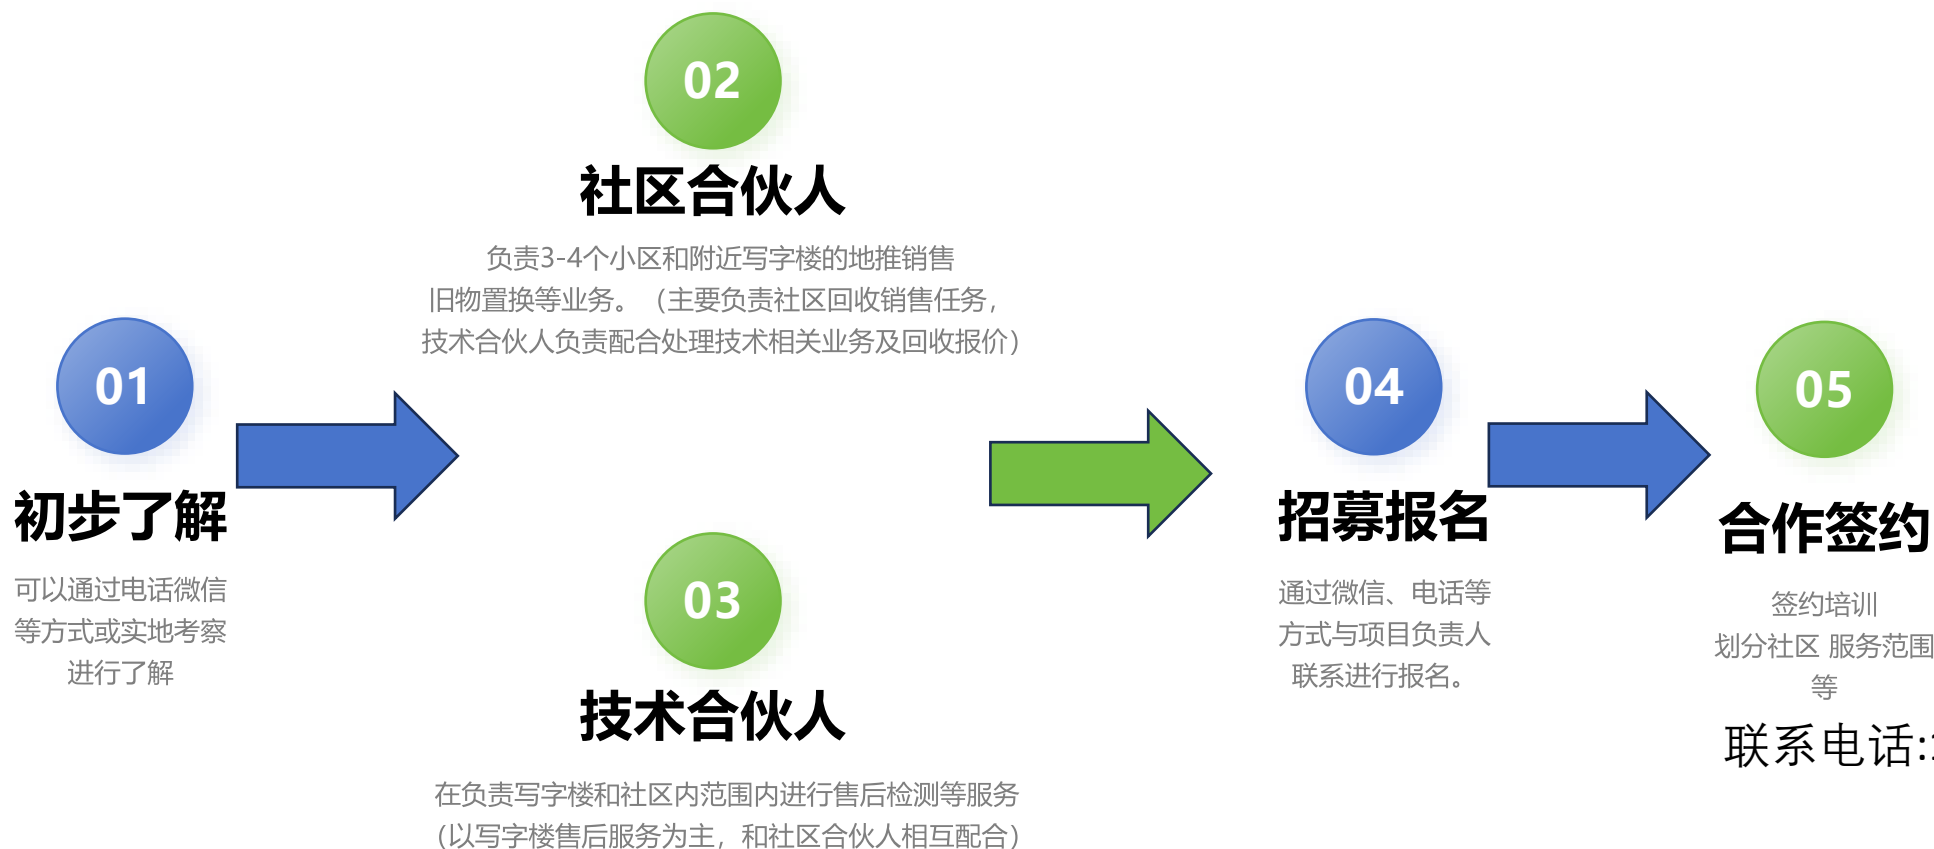 01
初步了解
可以通过电话微信
等方式或实地考察
进行了解
02
社区合伙人
负责3-4个小区和附近写字楼的地推销售
旧物置换等业务。（主要负责社区回收销售任务，
技术合伙人负责配合处理技术相关业务及回收报价）
03
技术合伙人
在负责写字楼和社区内范围内进行售后检测等服务
（以写字楼售后服务为主，和社区合伙人相互配合）
04
招募报名
通过微信、电话等
方式与项目负责人
联系进行报名。
05
合作签约
签约培训
划分社区 服务范围
等
联系电话: